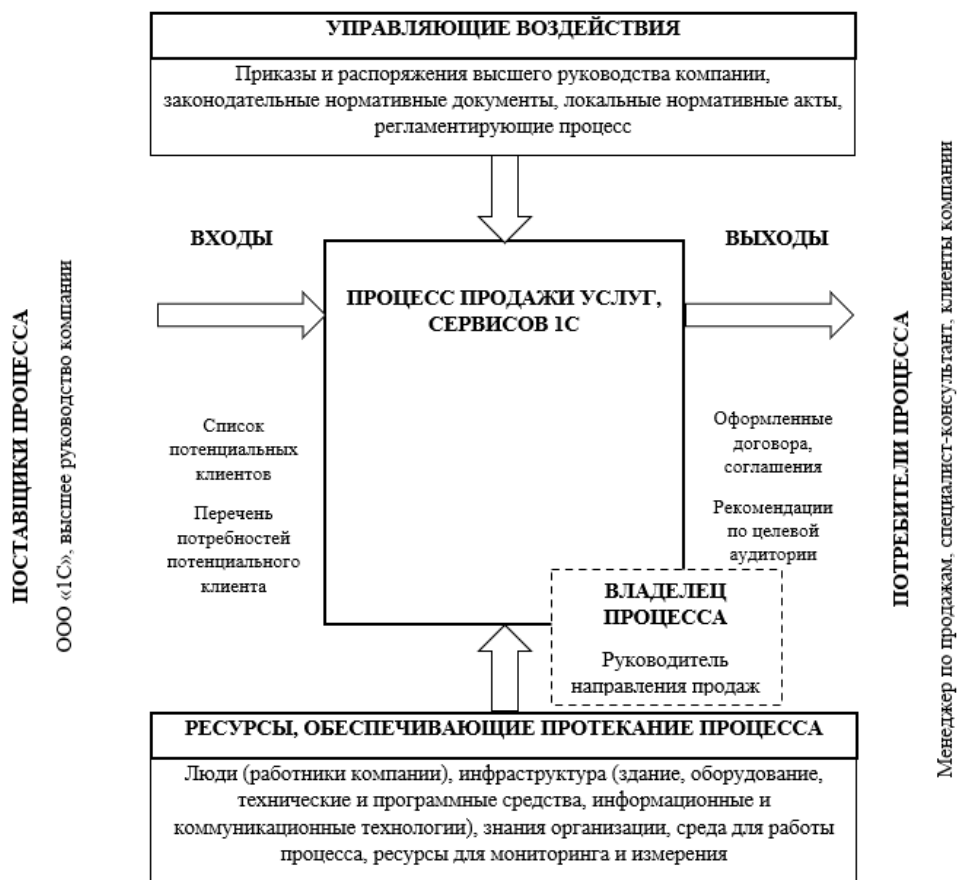 УПРАВЛЯЮЩИЕ ВОЗДЕЙСТВИЯ
Приказы и распоряжения высшего руководства компании,
законодательные нормативные документы, локальные нормативные акты,
регламентирующие процесс
ПОСТАВЩИКИ ПРОЦЕССА
ООО «1С», высшее руководство компании
ВХОДЫ
Список
потенциальных
клиентов
Перечень
потребностей
потенциального
клиента
ПРОЦЕСС ПРОДАЖИ УСЛУГ,
СЕРВИСОВ 1С
ВЫХОДЫ
Оформленные
договора,
соглашения
Рекомендации
по целевой
аудитории
ПОТРЕБИТЕЛИ ПРОЦЕССА
Менеджер по продажам, специалист-консультант, клиенты компании
ВЛАДЕЛЕЦ
ПРОЦЕССА
Руководитель
направления продаж
РЕСУРСЫ, ОБЕСПЕЧИВАЮЩИЕ ПРОТЕКАНИЕ ПРОЦЕССА
Люди (работники компании), инфраструктура (здание, оборудование,
технические и программные средства, информационные и
коммуникационные технологии), знания организации, среда для работы
процесса, ресурсы для мониторинга и измерения